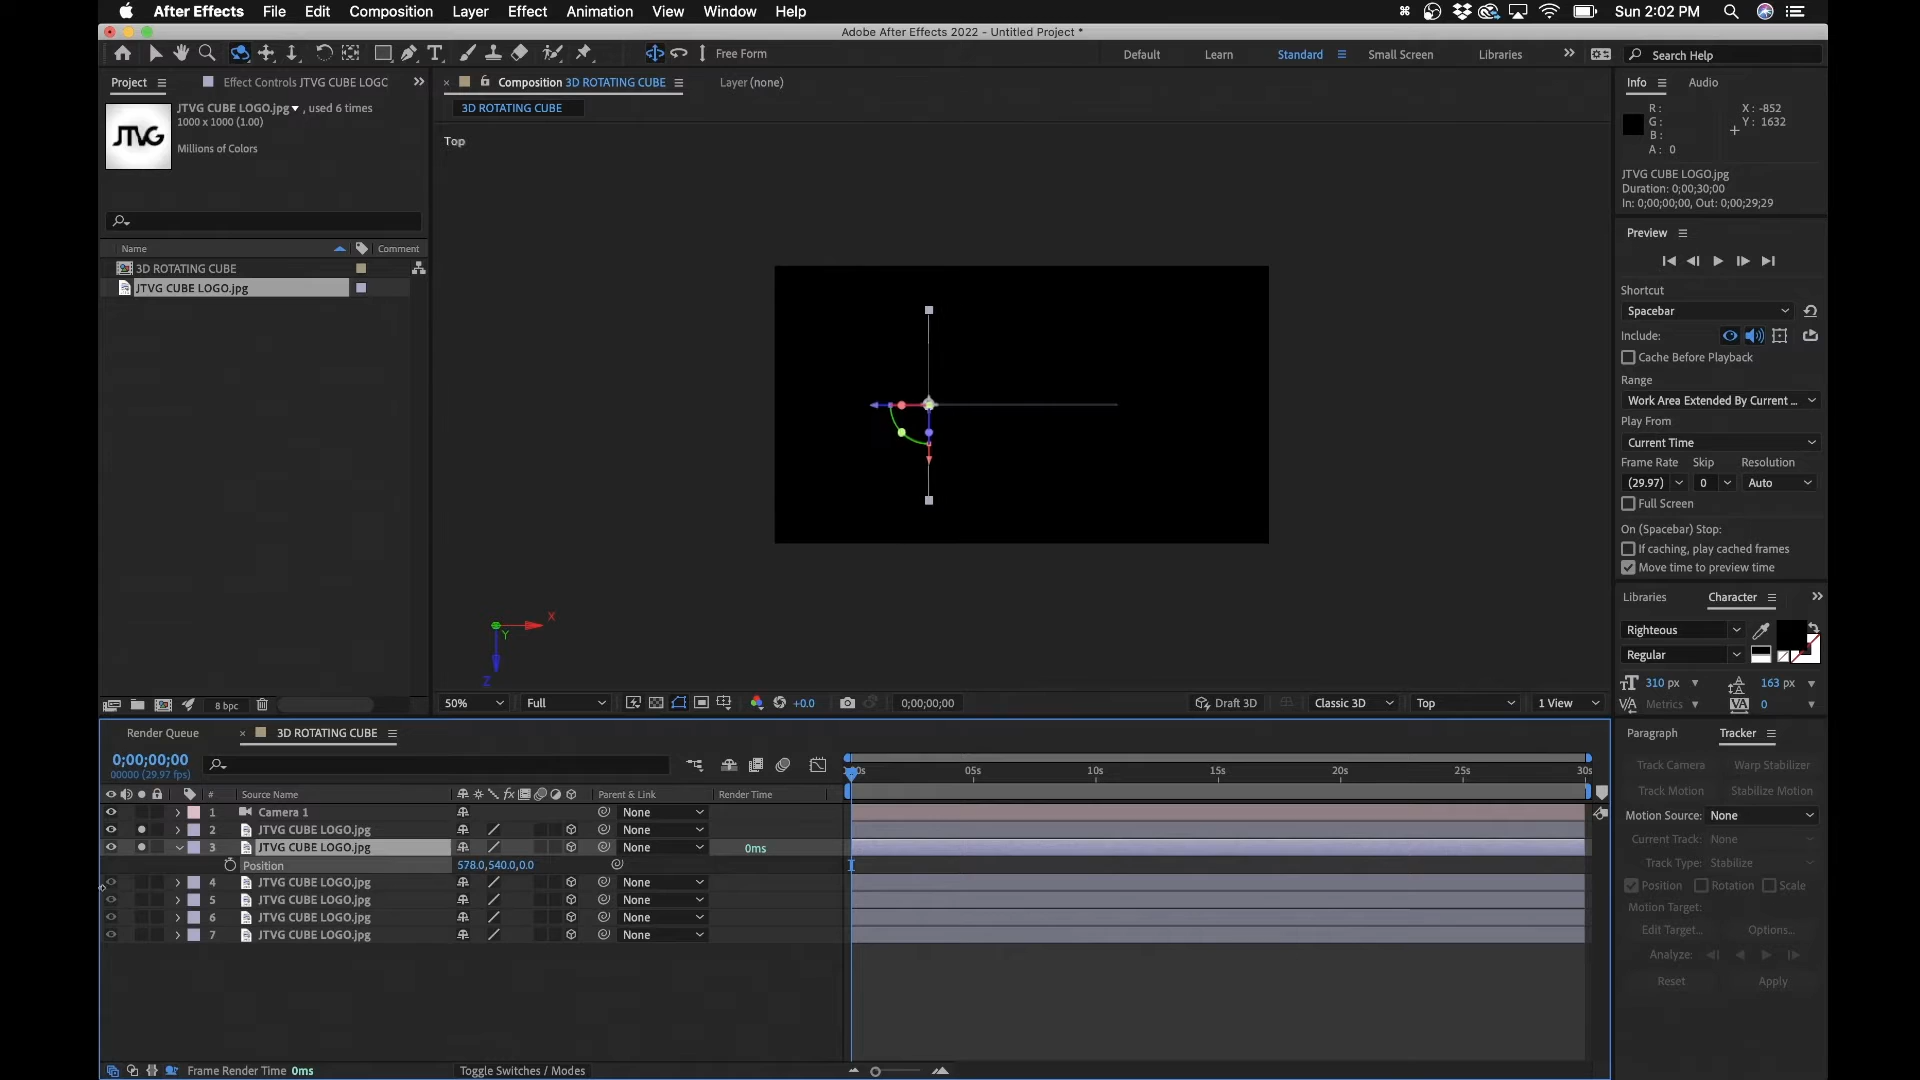 After Effects File Edit Composition Layer Effect Animation View Window Help Sun 2:02 PM
Adobe After Effects 2022 - Untitled Project *
Free Form Default Learn Standard Small Screen Libraries Search Help
Project Effect Controls JTVG CUBE LOGC Composition 3D ROTATING CUBE Layer (none) Info Audio
3D ROTATING CUBE
JTVG
JTVG CUBE LOGO.jpg , used 6 times
1000 x 1000 (1.00)
Millions of Colors
Top
R :
G :
B :
A : 0
X : -852
Y : 1632
JTVG CUBE LOGO.jpg
Duration: 0;00;30;00
In: 0;00;00;00, Out: 0;00;29;29
Name Comment
3D ROTATING CUBE
JTVG CUBE LOGO.jpg
Preview
Shortcut
Spacebar
Include:
Cache Before Playback
Range
Work Area Extended By Current ...
Play From
Current Time
Frame Rate Skip Resolution
(29.97) 0 Auto
Full Screen
On (Spacebar) Stop:
If caching, play cached frames
Move time to preview time
X
Y
Z
Libraries Character
Righteous
Regular
310 px 163 px
Metrics 0
8 bpc 50% Full +0.0 0;00;00;00 Draft 3D Classic 3D Top 1 View
Render Queue 3D ROTATING CUBE
0;00;00;00
00000 (29.97 fps)
05s 10s 15s 20s 25s 30s
# Source Name fx Parent & Link Render Time
1 Camera 1 None
2 JTVG CUBE LOGO.jpg None
3 JTVG CUBE LOGO.jpg None 0ms
Position 578.0,540.0,0.0
4 JTVG CUBE LOGO.jpg None
5 JTVG CUBE LOGO.jpg None
6 JTVG CUBE LOGO.jpg None
7 JTVG CUBE LOGO.jpg None
Paragraph Tracker
Track Camera Warp Stabilizer
Track Motion Stabilize Motion
Motion Source: None
Current Track: None
Track Type: Stabilize
Position Rotation Scale
Motion Target:
Edit Target... Options...
Analyze:
Reset Apply
Frame Render Time 0ms Toggle Switches / Modes